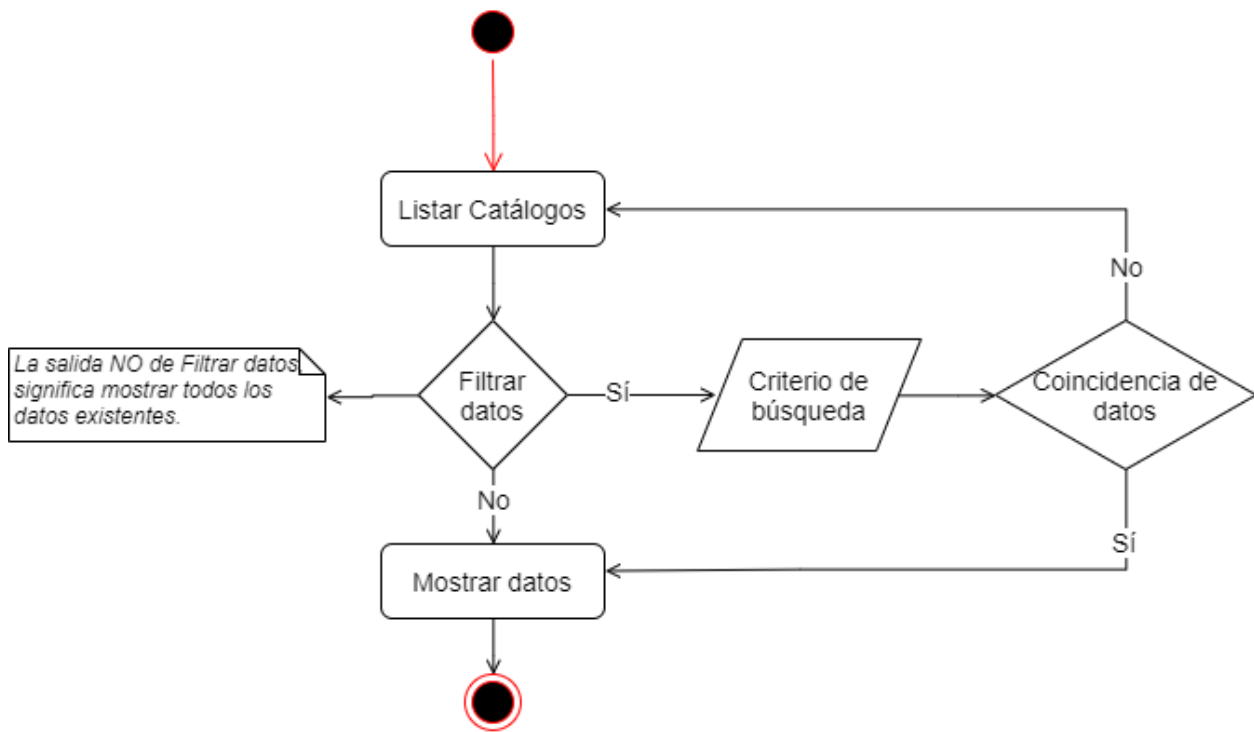 Listar Catálogos
No
La salida NO de Filtrar datos
significa mostrar todos los
datos existentes.
Filtrar
datos
Sí
Criterio de
búsqueda
Coincidencia de
datos
No
Sí
Mostrar datos